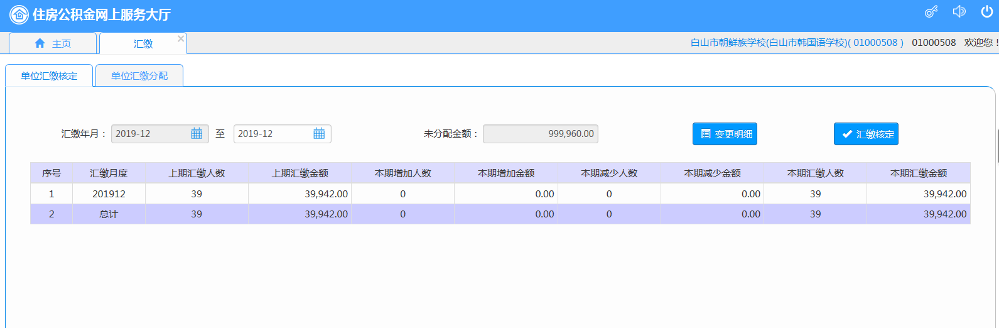 住房公积金网上服务大厅
主页 汇缴 白山市朝鲜族学校(白山市韩国语学校)( 01000508 ) 01000508 欢迎您！
单位汇缴核定 单位汇缴分配
汇缴年月： 2019-12 至 2019-12 未分配金额： 999,960.00 变更明细 汇缴核定
序号 汇缴月度 上期汇缴人数 上期汇缴金额 本期增加人数 本期增加金额 本期减少人数 本期减少金额 本期汇缴人数 本期汇缴金额
1 201912 39 39,942.00 0 0.00 0 0.00 39 39,942.00
2 总计 39 39,942.00 0 0.00 0 0.00 39 39,942.00